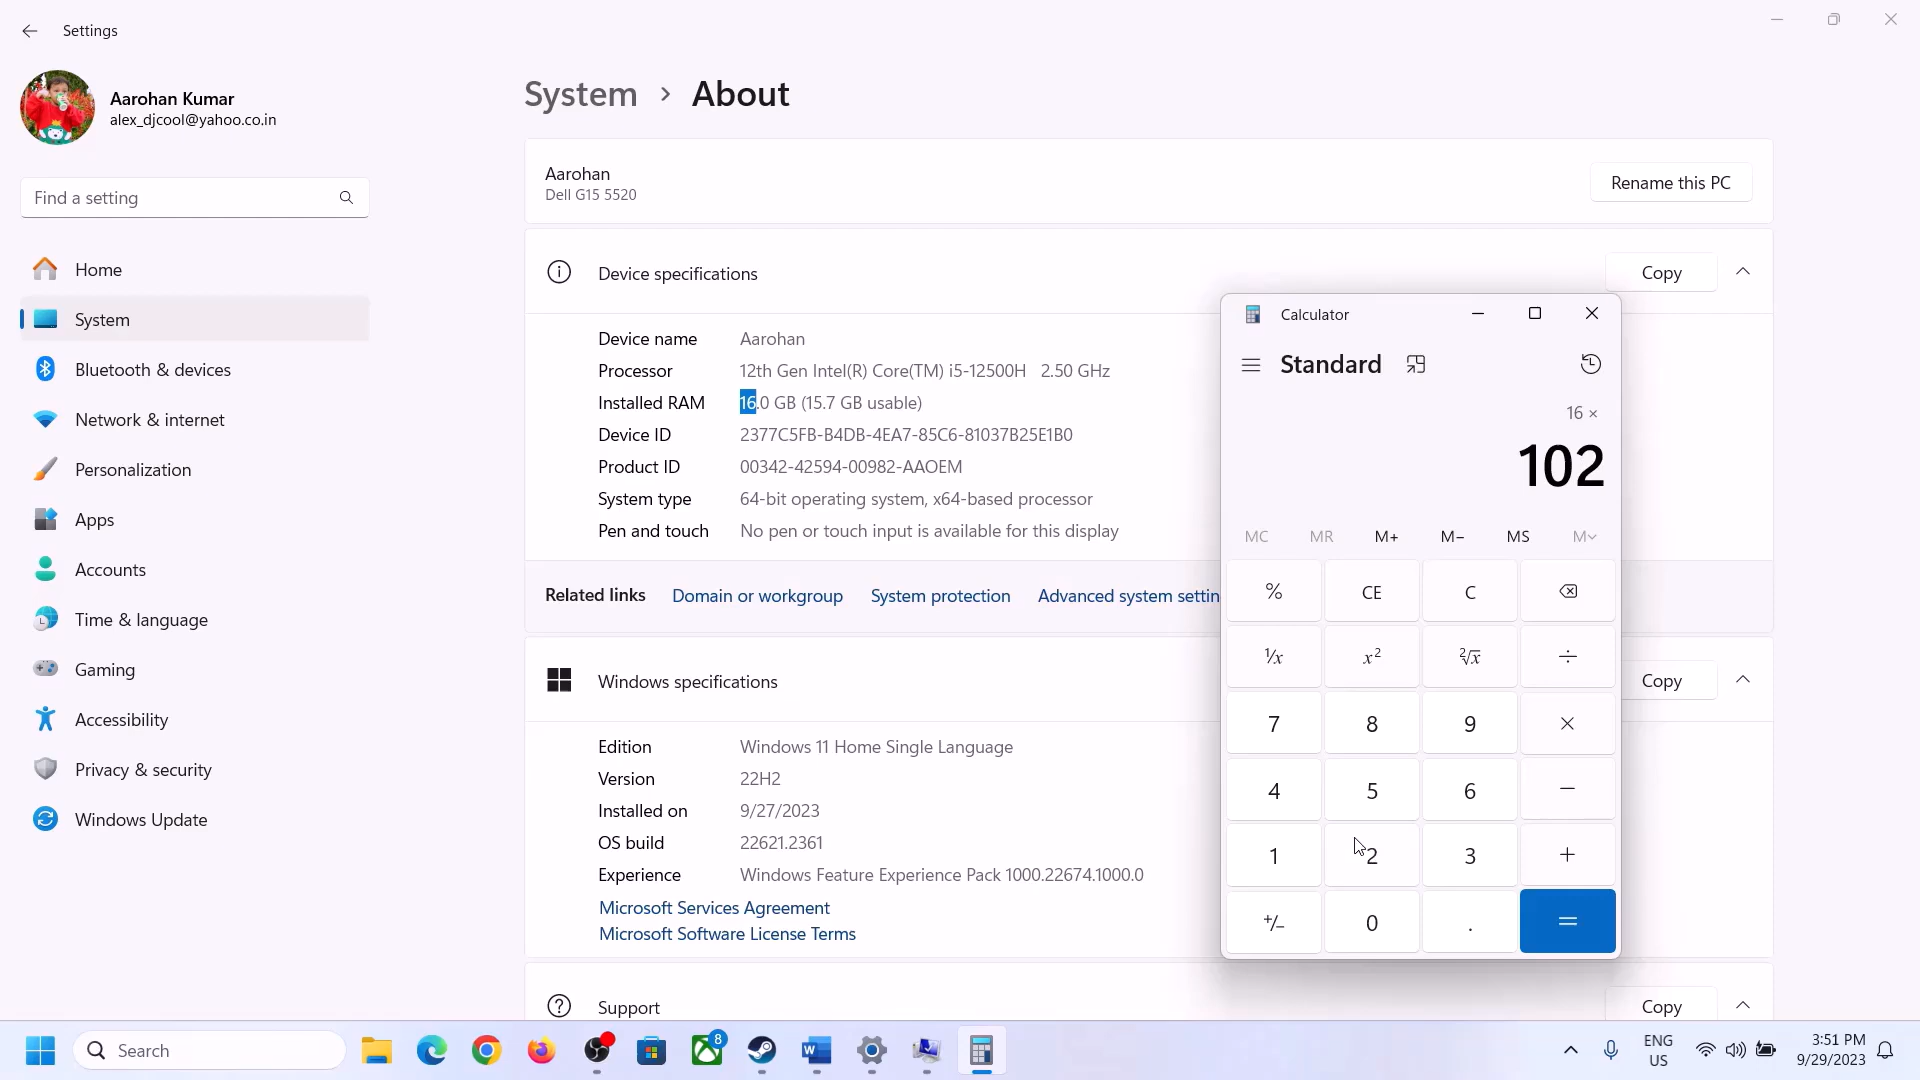 Settings
Aarohan Kumar
alex_djcool@yahoo.co.in
Find a setting
Home
System
Bluetooth & devices
Network & internet
Personalization
Apps
Accounts
Time & language
Gaming
Accessibility
Privacy & security
Windows Update
System > About
Aarohan
Dell G15 5520
Rename this PC
Device specifications
Copy
Device name Aarohan
Processor 12th Gen Intel(R) Core(TM) i5-12500H 2.50 GHz
Installed RAM 16.0 GB (15.7 GB usable)
Device ID 2377C5FB-B4DB-4EA7-85C6-81037B25E1B0
Product ID 00342-42594-00982-AAOEM
System type 64-bit operating system, x64-based processor
Pen and touch No pen or touch input is available for this display
Related links Domain or workgroup System protection Advanced system settin
Windows specifications
Copy
Edition Windows 11 Home Single Language
Version 22H2
Installed on 9/27/2023
OS build 22621.2361
Experience Windows Feature Experience Pack 1000.22674.1000.0
Microsoft Services Agreement
Microsoft Software License Terms
Support
Copy
Calculator
Standard
16 ×
102
MC MR M+ M− MS M
% CE C
¹/x x² ²√x ÷
7 8 9 ×
4 5 6 −
1 2 3 +
+/− 0 . =
Search
8
ENG
US
3:51 PM
9/29/2023